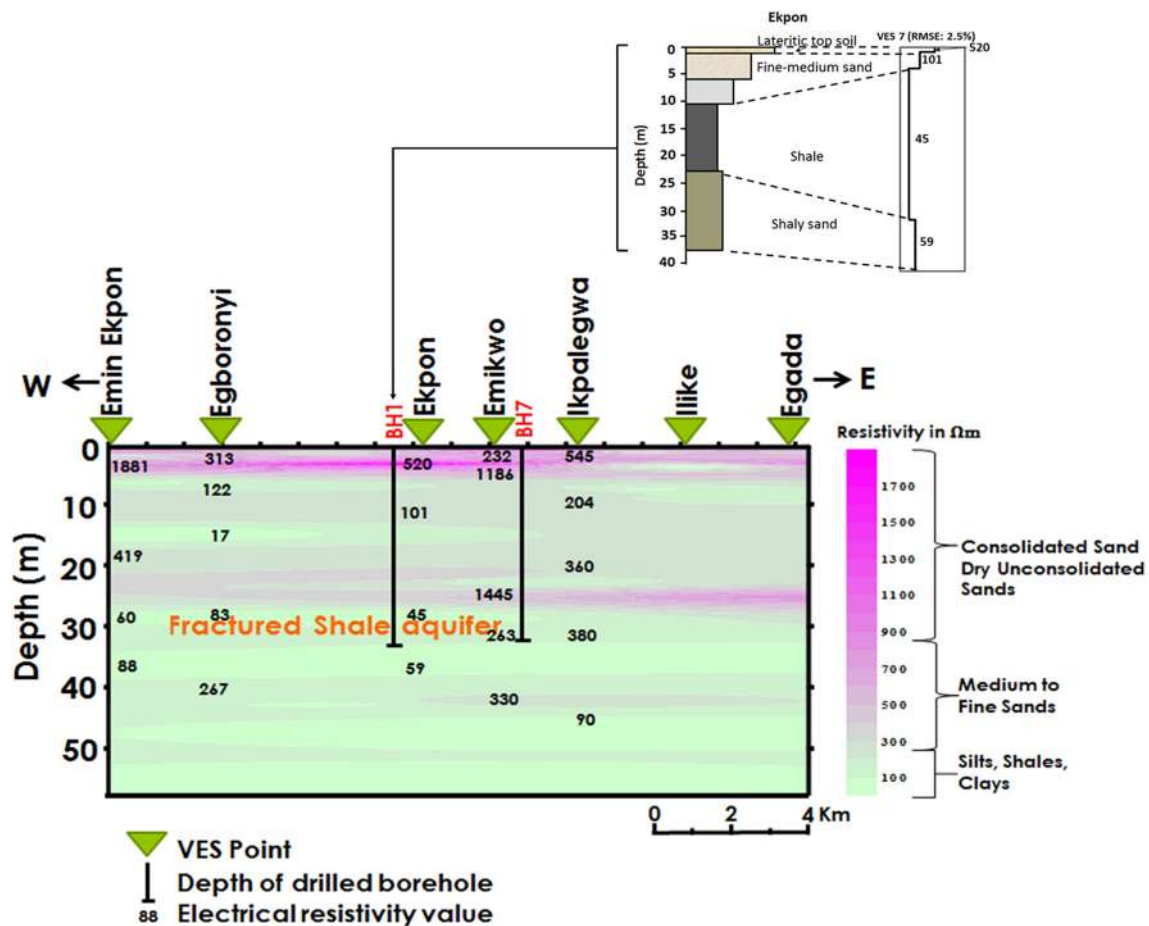 Ekpon
VES 7 (RMSE: 2.5%)
Lateritic top soil
Fine-medium sand
Shale
Shaly sand
Depth (m)
0
5
10
15
20
25
30
35
40
520
101
45
59
W
E
Emin Ekpon
Egboronyi
BH1
Ekpon
Emikwo
BH7
Ikpalegwa
Ilike
Egada
Depth (m)
0
10
20
30
40
50
1881
419
60
88
313
122
17
83
267
520
101
45
59
232
1186
1445
263
330
545
204
360
380
90
Fractured Shale aquifer
Resistivity in Ωm
1700
1500
1300
1100
900
700
500
300
100
Consolidated Sand
Dry Unconsolidated
Sands
Medium to
Fine Sands
Silts, Shales,
Clays
0 2 4 Km
VES Point
Depth of drilled borehole
88 Electrical resistivity value